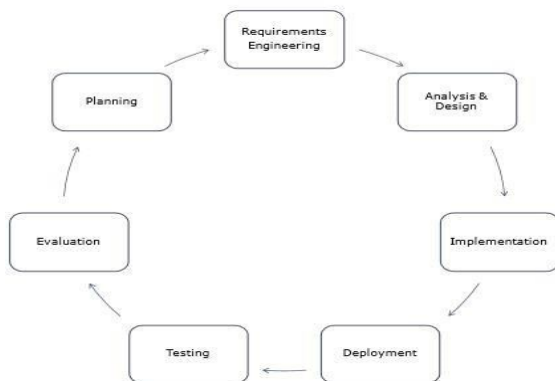 Requirements
Engineering
Planning
Analysis &
Design
Evaluation
Implementation
Testing
Deployment